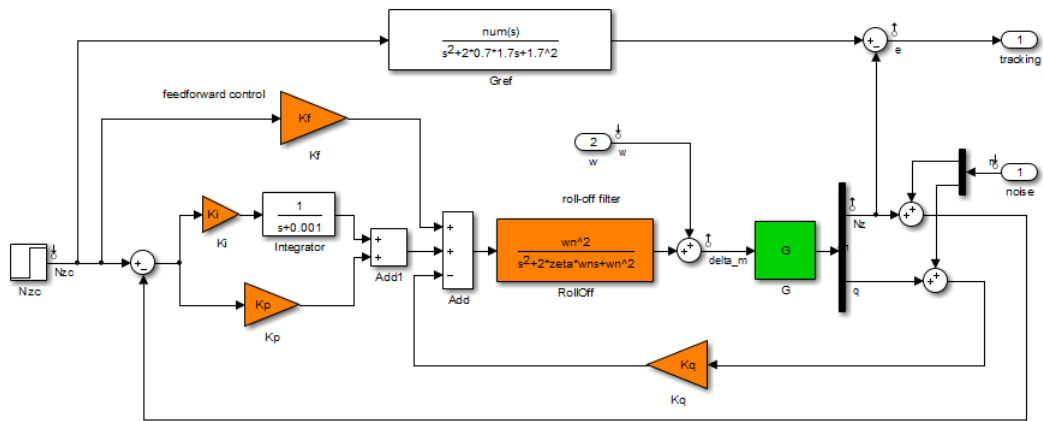 num(s)
s^2+2*0.7*1.7s+1.7^2
Gref
+
−
e
1
tracking
feedforward control
Kf
Kf
2
w
w
n
1
noise
Ki
Ki
1
s+0.001
Integrator
roll-off filter
+
+
Add1
+
+
−
Add
wn^2
s^2+2*zeta*wns+wn^2
RollOff
+
+
delta_m
G
G
Nz
+
+
q
+
+
Nzc
Nzc
+
−
Kp
Kp
Kq
Kq